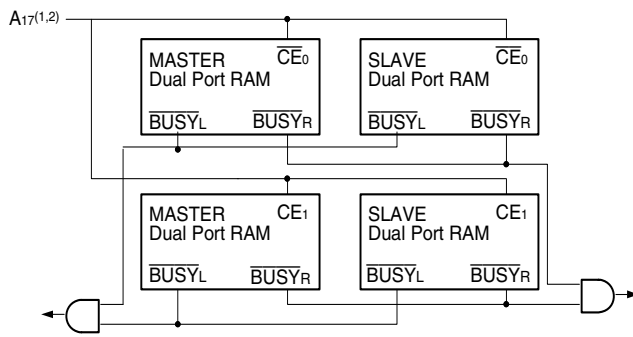 A17(1,2)
MASTER CE0 SLAVE CE0
Dual Port RAM Dual Port RAM
BUSYL BUSYR BUSYL BUSYR
MASTER CE1 SLAVE CE1
Dual Port RAM Dual Port RAM
BUSYL BUSYR BUSYL BUSYR